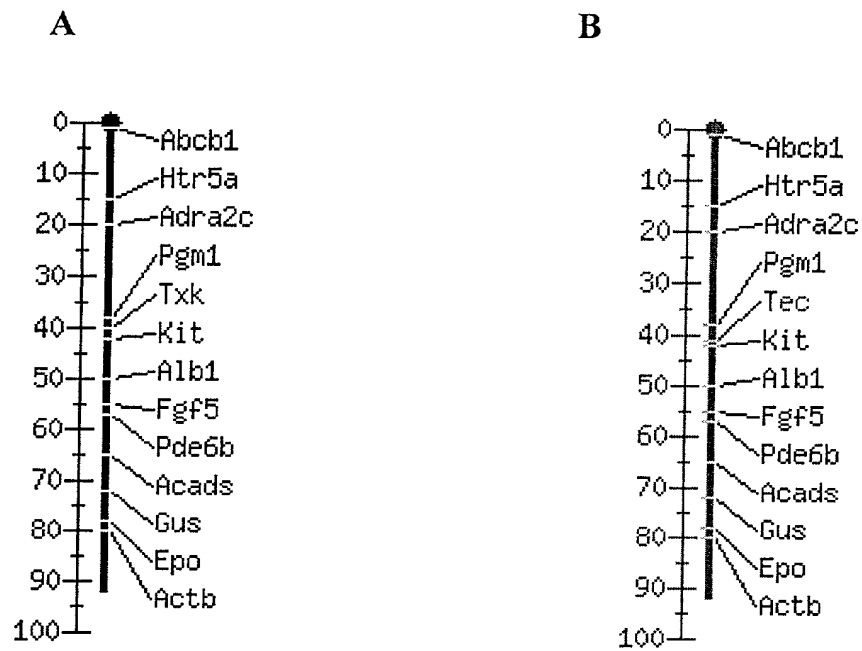 A
0
Abcb1
10
Htr5a
20
Adra2c
30
Pgm1
Txk
40
Kit
50
Alb1
Fgf5
60
Pde6b
70
Acads
80
Gus
Epo
90
Actb
100
B
0
Abcb1
10
Htr5a
20
Adra2c
30
Pgm1
Tec
40
Kit
50
Alb1
Fgf5
60
Pde6b
70
Acads
80
Gus
Epo
90
Actb
100